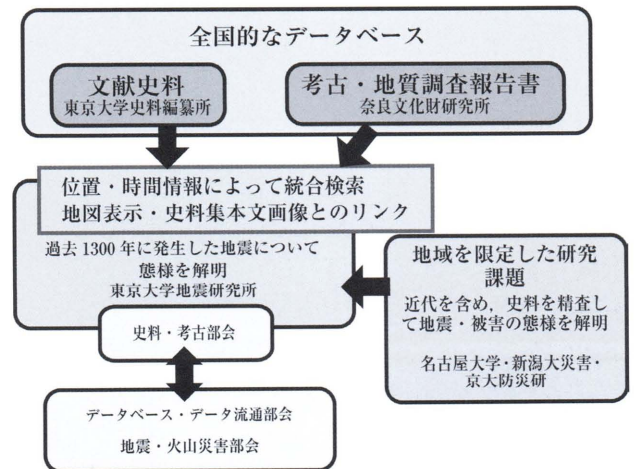 全国的なデータベース
文献史料
東京大学史料編纂所
考古・地質調査報告書
奈良文化財研究所
位置・時間情報によって統合検索
地図表示・史料集本文画像とのリンク
過去1300年に発生した地震について
態様を解明
東京大学地震研究所
史料・考古部会
地域を限定した研究
課題
近代を含め，史料を精査し
て地震・被害の態様を解明
名古屋大学・新潟大災害・
京大防災研
データベース・データ流通部会
地震・火山災害部会